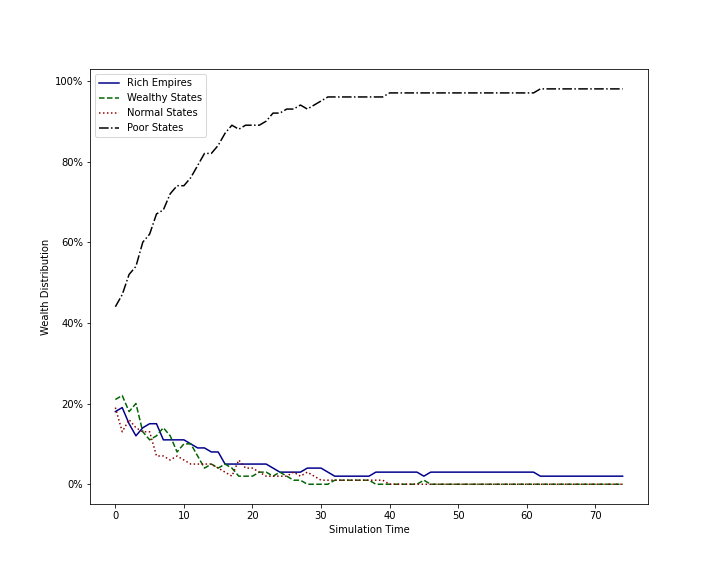 Rich Empires
Wealthy States
Normal States
Poor States
100%
80%
60%
40%
20%
0%
Wealth Distribution
0 10 20 30 40 50 60 70
Simulation Time